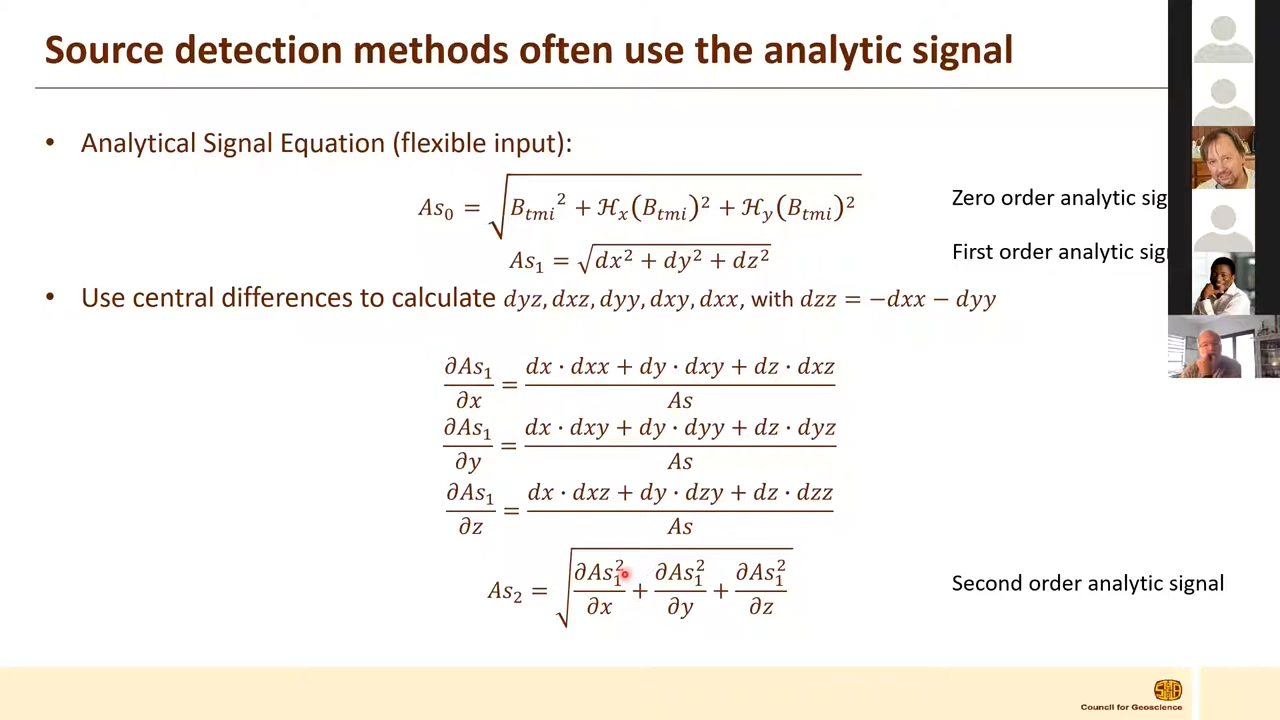 Source detection methods often use the analytic signal
• Analytical Signal Equation (flexible input):
As₀ = √(B_tmi² + ℋₓ(B_tmi)² + ℋ_y(B_tmi)²)
Zero order analytic sig
As₁ = √(dx² + dy² + dz²)
First order analytic sig
• Use central differences to calculate dyz, dxz, dyy, dxy, dxx, with dzz = −dxx − dyy
∂As₁/∂x = (dx · dxx + dy · dxy + dz · dxz)/As
∂As₁/∂y = (dx · dxy + dy · dyy + dz · dyz)/As
∂As₁/∂z = (dx · dxz + dy · dzy + dz · dzz)/As
As₂ = √(∂As₁²/∂x + ∂As₁²/∂y + ∂As₁²/∂z)
Second order analytic signal
Council for Geoscience